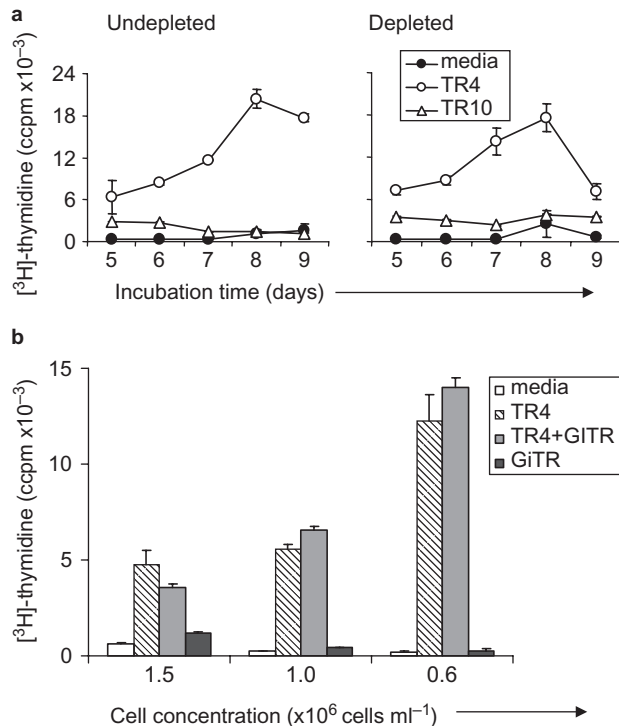 a
Undepleted
Depleted
[³H]-thymidine (ccpm x10⁻³)
24
18
12
6
0
media
TR4
TR10
5 6 7 8 9
5 6 7 8 9
Incubation time (days)
b
[³H]-thymidine (ccpm x10⁻³)
15
10
5
0
media
TR4
TR4+GITR
GiTR
1.5 1.0 0.6
Cell concentration (x10⁶ cells ml⁻¹)